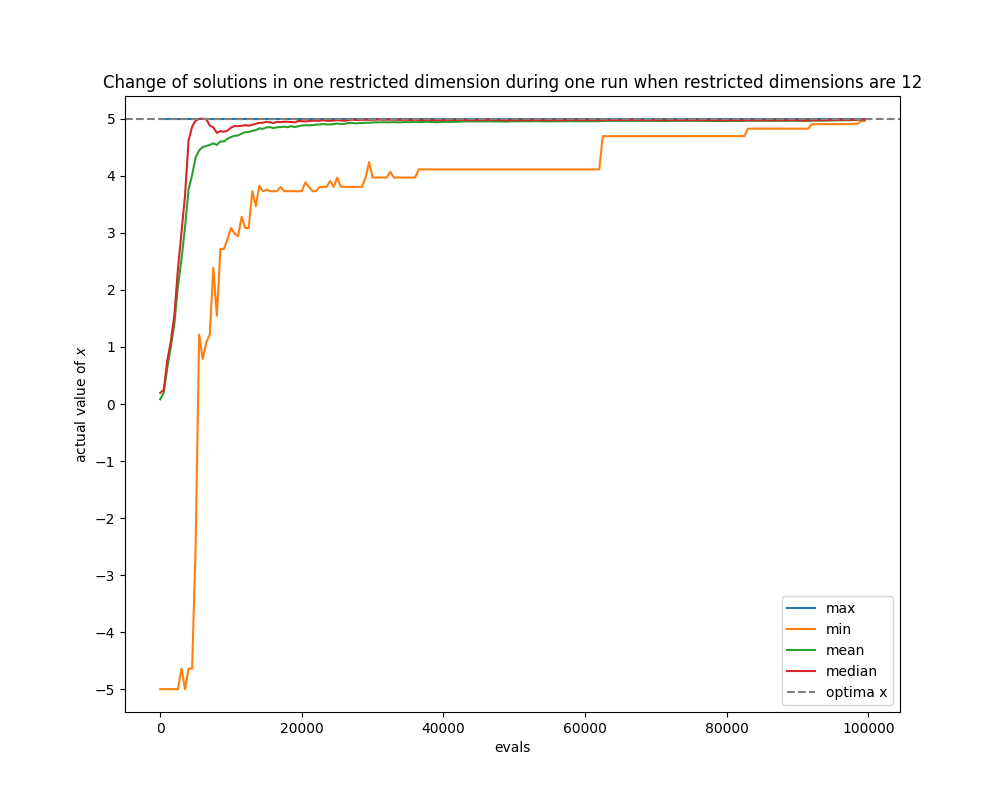 Change of solutions in one restricted dimension during one run when restricted dimensions are 12
5
4
3
2
1
0
−1
−2
−3
−4
−5
actual value of x
0 20000 40000 60000 80000 100000
evals
max
min
mean
median
optima x